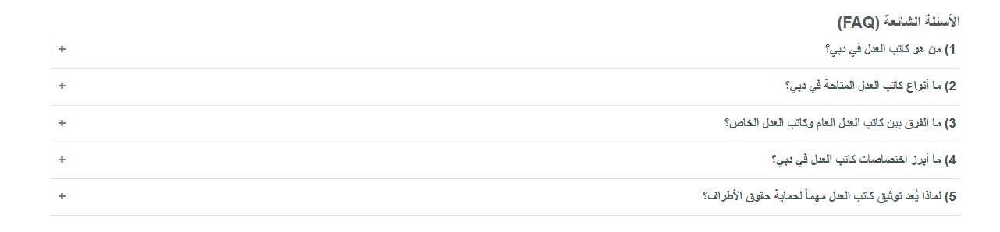 الأسئلة الشائعة (FAQ)
1) من هو كاتب العدل في دبي؟ +
2) ما أنواع كاتب العدل المتاحة في دبي؟ +
3) ما الفرق بين كاتب العدل العام وكاتب العدل الخاص؟ +
4) ما أبرز اختصاصات كاتب العدل في دبي؟ +
5) لماذا يُعد توثيق كاتب العدل مهماً لحماية حقوق الأطراف؟ +